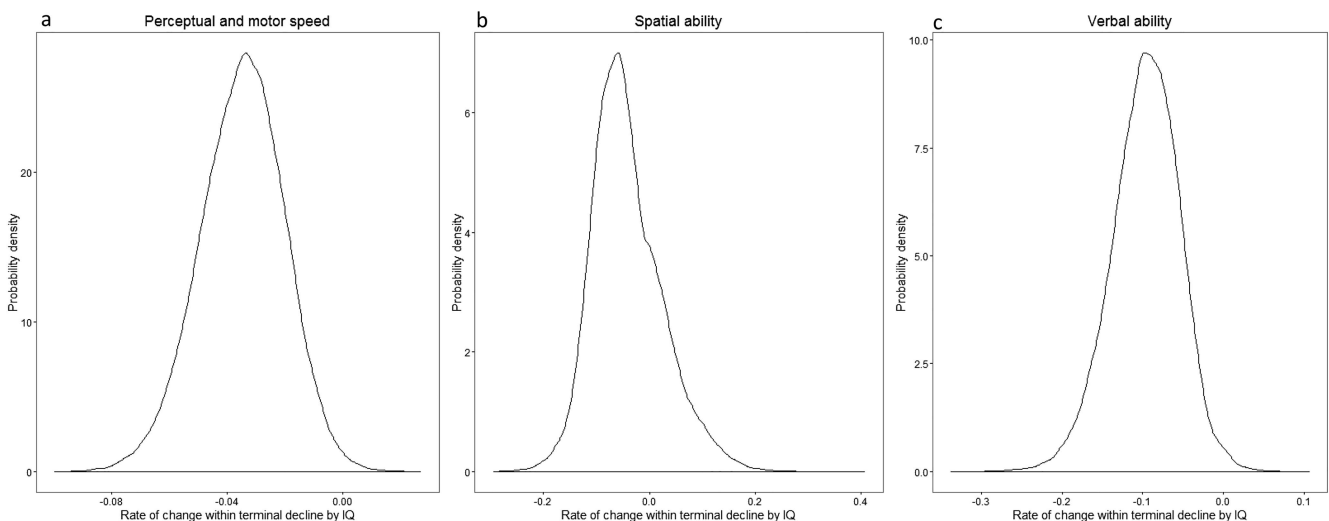 a
Perceptual and motor speed
Probability density
20
10
0
-0.08
-0.04
0.00
Rate of change within terminal decline by IQ
b
Spatial ability
Probability density
6
4
2
0
-0.2
0.0
0.2
0.4
Rate of change within terminal decline by IQ
c
Verbal ability
Probability density
10.0
7.5
5.0
2.5
0.0
-0.3
-0.2
-0.1
0.0
0.1
Rate of change within terminal decline by IQ